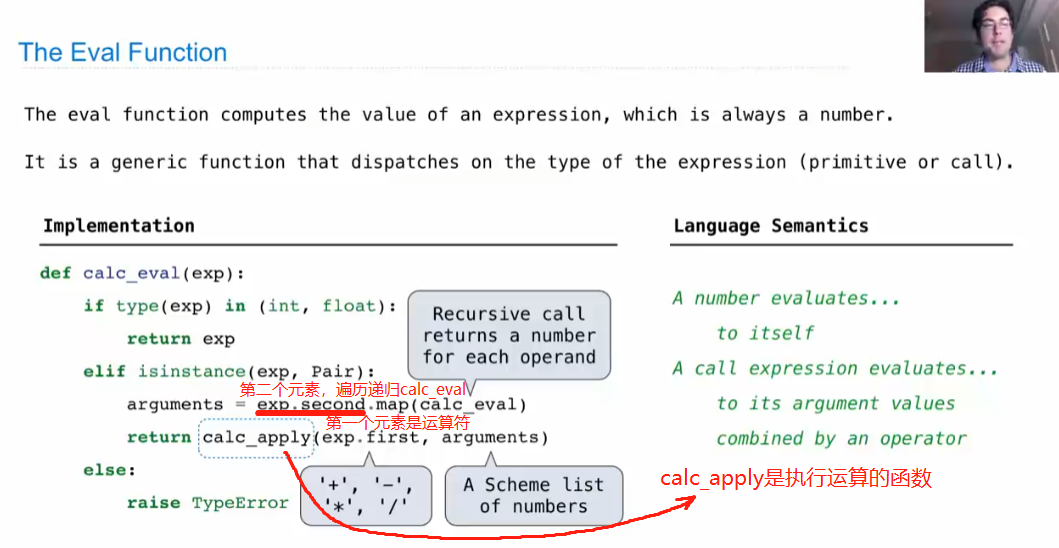 The Eval Function
The eval function computes the value of an expression, which is always a number.
It is a generic function that dispatches on the type of the expression (primitive or call).
Implementation
def calc_eval(exp):
if type(exp) in (int, float):
return exp
elif isinstance(exp, Pair):
arguments = exp.second.map(calc_eval)
return calc_apply(exp.first, arguments)
else:
raise TypeError
Recursive call
returns a number
for each operand
第二个元素，遍历递归calc_eval
第一个元素是运算符
'+', '-',
'*', '/'
A Scheme list
of numbers
Language Semantics
A number evaluates...
to itself
A call expression evaluates...
to its argument values
combined by an operator
calc_apply是执行运算的函数